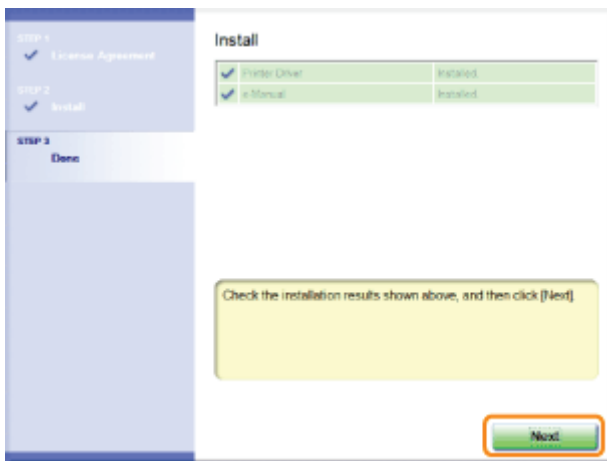 STEP 1
License Agreement
STEP 2
Install
STEP 3
Done
Install
Printer Driver Installed.
e-Manual Installed.
Check the installation results shown above, and then click [Next].
Next